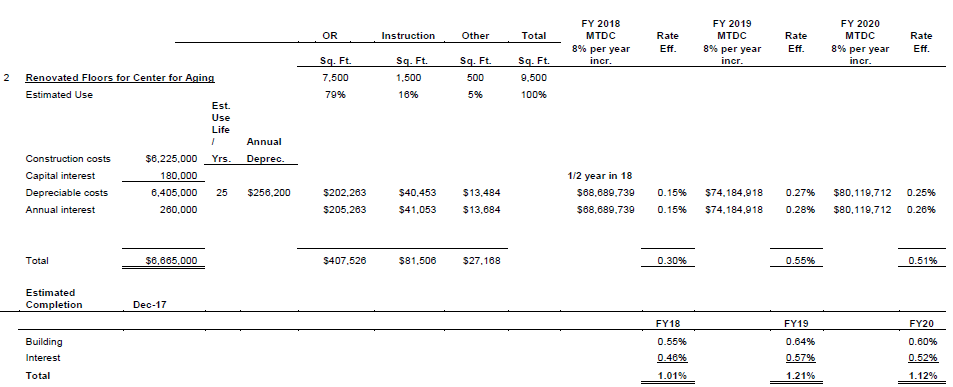 FY 2018 FY 2019 FY 2020
OR Instruction Other Total MTDC Rate MTDC Rate MTDC Rate
8% per year Eff. 8% per year Eff. 8% per year Eff.
Sq. Ft. Sq. Ft. Sq. Ft. Sq. Ft. incr. incr. incr.
2 Renovated Floors for Center for Aging 7,500 1,500 500 9,500
Estimated Use 79% 16% 5% 100%
Est.
Use
Life
/ Annual
Construction costs $6,225,000 Yrs. Deprec.
Capital interest 180,000 1/2 year in 18
Depreciable costs 6,405,000 25 $256,200 $202,263 $40,453 $13,484 $68,689,739 0.15% $74,184,918 0.27% $80,119,712 0.25%
Annual interest 260,000 $205,263 $41,053 $13,684 $68,689,739 0.15% $74,184,918 0.28% $80,119,712 0.26%
Total $6,665,000 $407,526 $81,506 $27,168 0.30% 0.55% 0.51%
Estimated
Completion Dec-17
FY18 FY19 FY20
Building 0.55% 0.64% 0.60%
Interest 0.46% 0.57% 0.52%
Total 1.01% 1.21% 1.12%